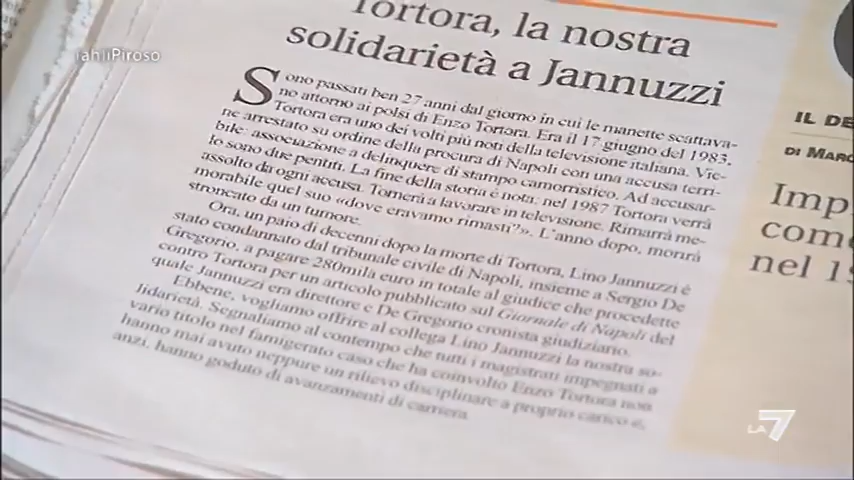 ahiPiroso
Tortora, la nostra
solidarietà a Jannuzzi
Sono passati ben 27 anni dal giorno in cui le manette scattava-
no attorno ai polsi di Enzo Tortora. Era il 17 giugno del 1983,
Tortora era uno dei volti più noti della televisione italiana. Vie-
ne arrestato su ordine della procura di Napoli con una accusa terri-
bile: associazione a delinquere di stampo camorristico. Ad accusar-
lo sono due pentiti. La fine della storia è nota: nel 1987 Tortora verrà
assolto da ogni accusa. Tornerà a lavorare in televisione. Rimarrà me-
morabile quel suo «dove eravamo rimasti?». L'anno dopo, morirà
stroncato da un tumore.
Ora, un paio di decenni dopo la morte di Tortora, Lino Jannuzzi è
stato condannato dal tribunale civile di Napoli, insieme a Sergio De
Gregorio, a pagare 280mila euro in totale al giudice che procedette
contro Tortora per un articolo pubblicato sul Giornale di Napoli del
quale Jannuzzi era direttore e De Gregorio cronista giudiziario.
Ebbene, vogliamo offrire al collega Lino Jannuzzi la nostra so-
lidarietà. Segnaliamo al contempo che tutti i magistrati impegnati a
vario titolo nel famigerato caso che ha coinvolto Enzo Tortora non
hanno mai avuto neppure un rilievo disciplinare a proprio carico e,
anzi, hanno goduto di avanzamenti di carriera.
IL DE
DI MARC
Imp
come
nel 1
LA7